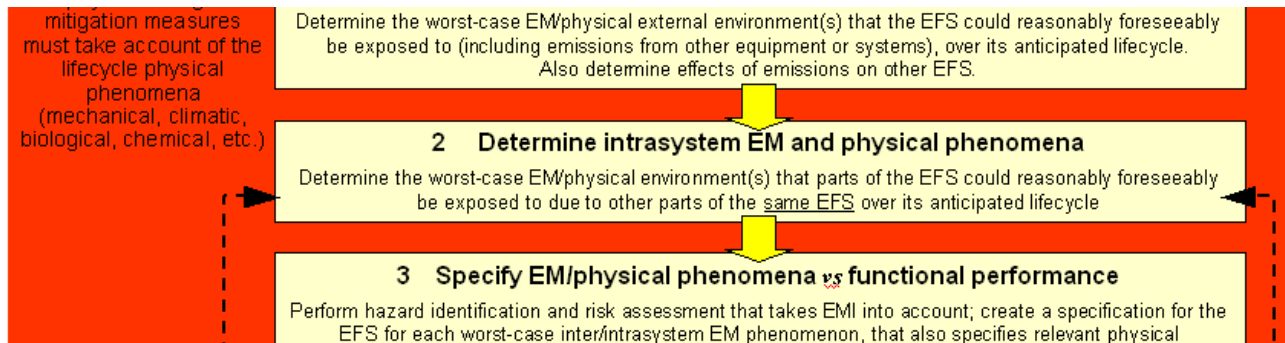 mitigation measures
must take account of the
lifecycle physical
phenomena
(mechanical, climatic,
biological, chemical, etc.)
Determine the worst-case EM/physical external environment(s) that the EFS could reasonably foreseeably
be exposed to (including emissions from other equipment or systems), over its anticipated lifecycle.
Also determine effects of emissions on other EFS.
2 Determine intrasystem EM and physical phenomena
Determine the worst-case EM/physical environment(s) that parts of the EFS could reasonably foreseeably
be exposed to due to other parts of the same EFS over its anticipated lifecycle
3 Specify EM/physical phenomena vs functional performance
Perform hazard identification and risk assessment that takes EMI into account; create a specification for the
EFS for each worst-case inter/intrasystem EM phenomenon, that also specifies relevant physical